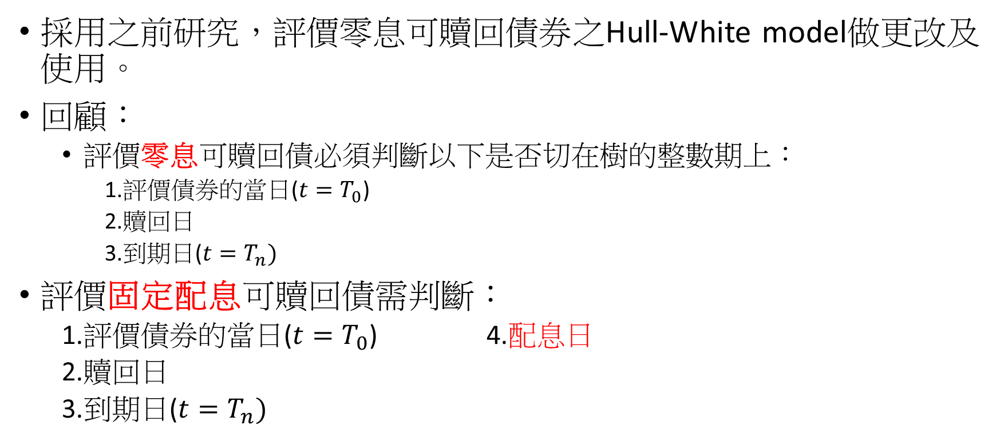 • 採用之前研究，評價零息可贖回債券之Hull-White model做更改及
使用。
• 回顧：
• 評價零息可贖回債必須判斷以下是否切在樹的整數期上：
1.評價債券的當日(t = T₀)
2.贖回日
3.到期日(t = Tₙ)
• 評價固定配息可贖回債需判斷：
1.評價債券的當日(t = T₀) 4.配息日
2.贖回日
3.到期日(t = Tₙ)